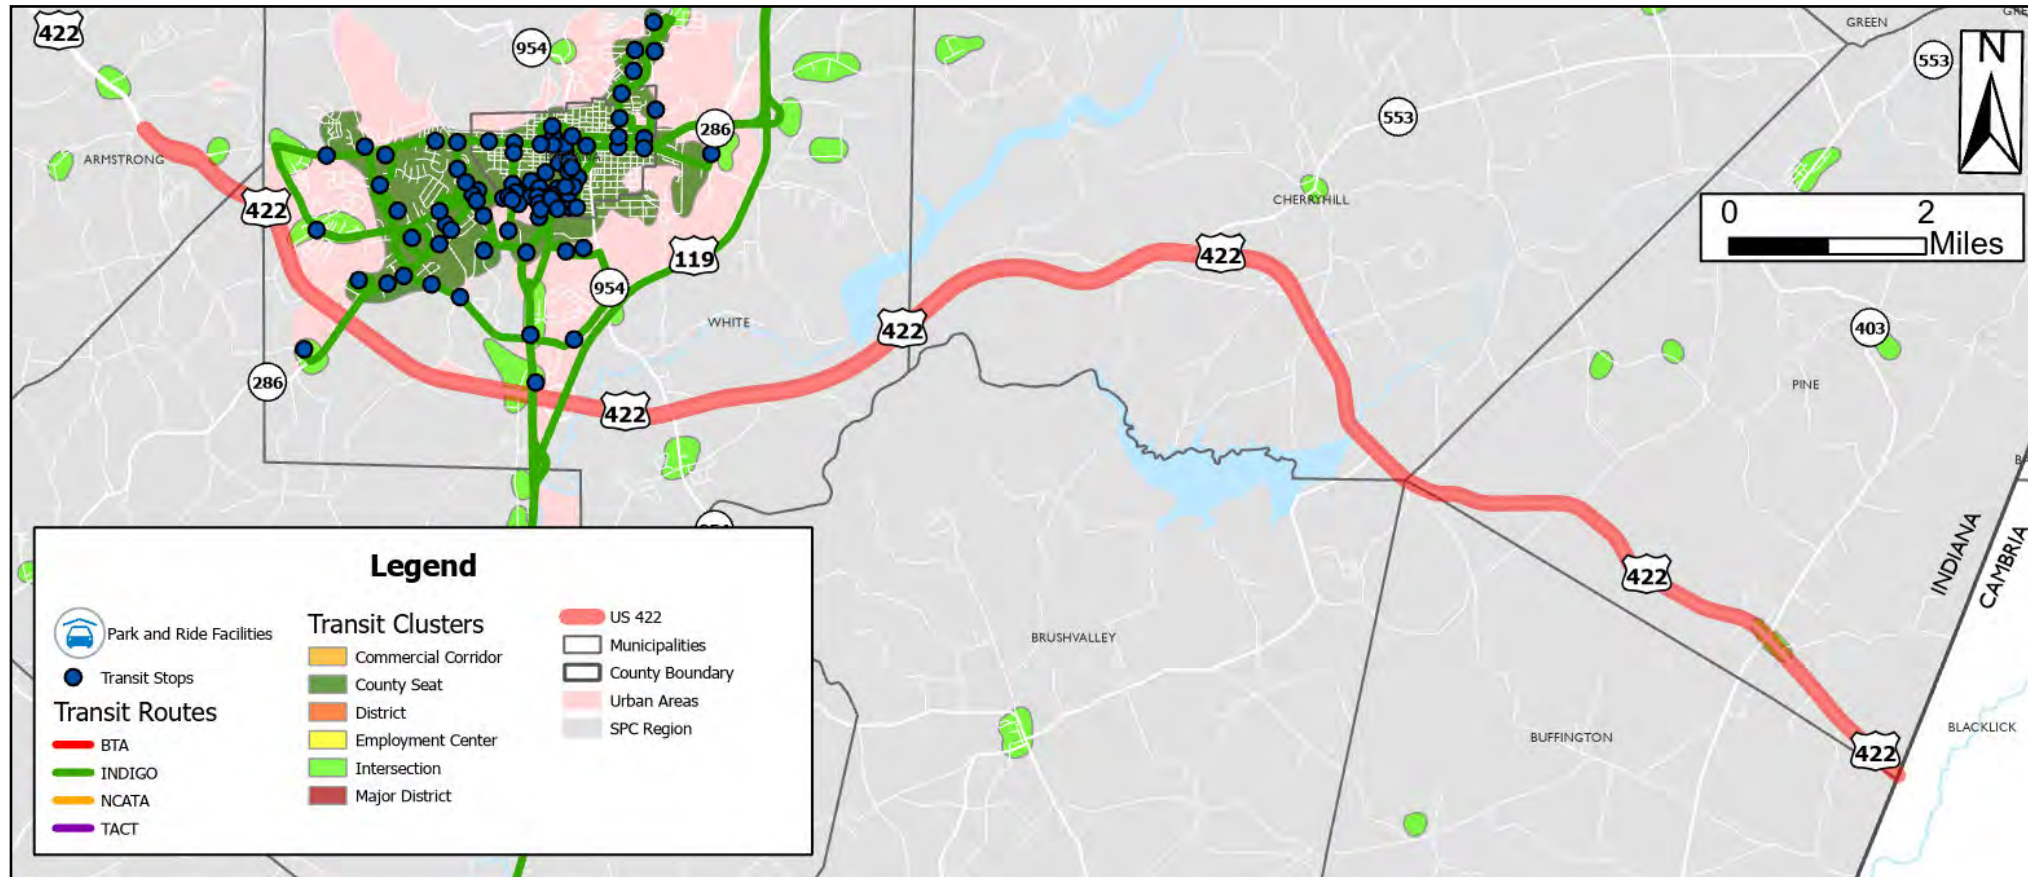 422
954
GREEN
553
N
286
553
ARMSTRONG
0 2
Miles
CHERRYHILL
422
119
422
954
WHITE
422
403
286
PINE
422
INDIANA
CAMBRIA
422
BRUSHVALLEY
BUFFINGTON
BLACKLICK
422
Legend
Park and Ride Facilities
Transit Stops
Transit Routes
BTA
INDIGO
NCATA
TACT
Transit Clusters
Commercial Corridor
County Seat
District
Employment Center
Intersection
Major District
US 422
Municipalities
County Boundary
Urban Areas
SPC Region